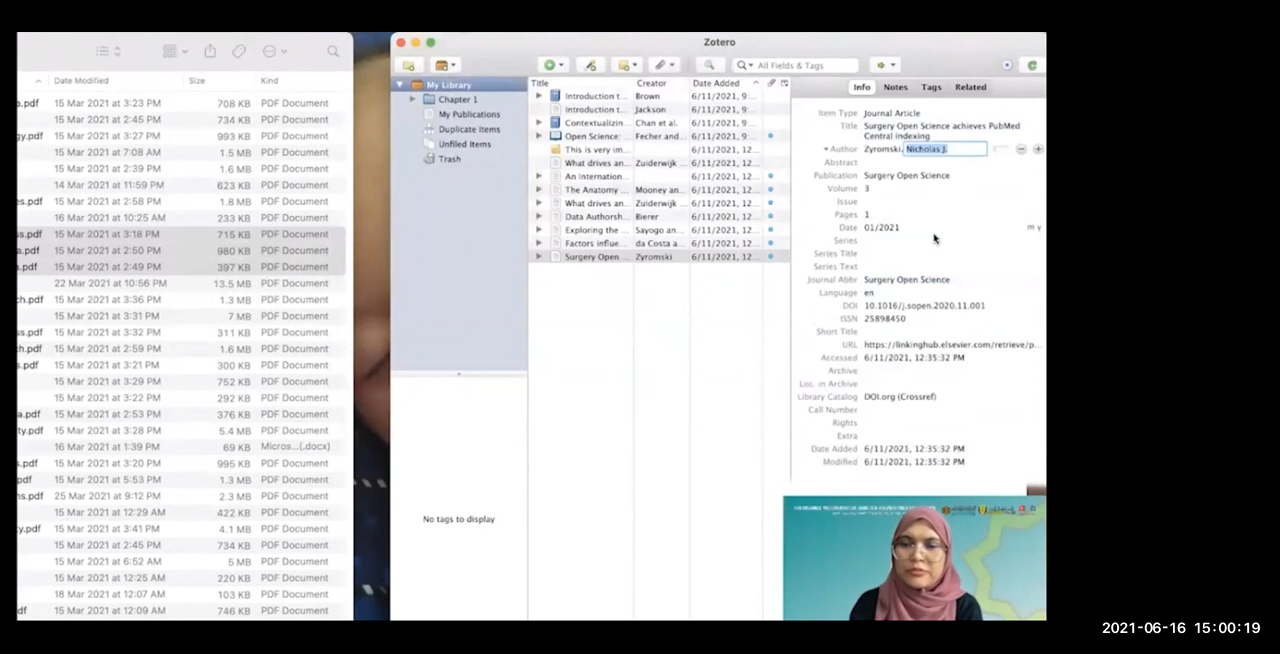 Zotero
All Fields & Tags
Date Modified Size Kind
a.pdf 15 Mar 2021 at 3:23 PM 708 KB PDF Document
15 Mar 2021 at 2:45 PM 734 KB PDF Document
gy.pdf 15 Mar 2021 at 3:27 PM 993 KB PDF Document
15 Mar 2021 at 7:08 AM 1.5 MB PDF Document
15 Mar 2021 at 2:39 PM 1.6 MB PDF Document
14 Mar 2021 at 11:59 PM 623 KB PDF Document
es.pdf 15 Mar 2021 at 2:58 PM 1.8 MB PDF Document
16 Mar 2021 at 10:25 AM 233 KB PDF Document
ss.pdf 15 Mar 2021 at 3:18 PM 715 KB PDF Document
a.pdf 15 Mar 2021 at 2:50 PM 980 KB PDF Document
n.pdf 15 Mar 2021 at 2:49 PM 397 KB PDF Document
22 Mar 2021 at 10:56 PM 13.5 MB PDF Document
ch.pdf 15 Mar 2021 at 3:36 PM 1.3 MB PDF Document
15 Mar 2021 at 3:31 PM 7 MB PDF Document
ss.pdf 15 Mar 2021 at 3:32 PM 311 KB PDF Document
ch.pdf 15 Mar 2021 at 2:59 PM 1.6 MB PDF Document
s.pdf 15 Mar 2021 at 3:21 PM 300 KB PDF Document
15 Mar 2021 at 3:29 PM 752 KB PDF Document
15 Mar 2021 at 3:22 PM 292 KB PDF Document
a.pdf 15 Mar 2021 at 2:53 PM 376 KB PDF Document
ty.pdf 15 Mar 2021 at 3:28 PM 5.4 MB PDF Document
16 Mar 2021 at 1:39 PM 69 KB Micros...(.docx)
s.pdf 15 Mar 2021 at 3:20 PM 995 KB PDF Document
pdf 15 Mar 2021 at 5:53 PM 1.3 MB PDF Document
ns.pdf 25 Mar 2021 at 9:12 PM 2.3 MB PDF Document
15 Mar 2021 at 12:29 AM 422 KB PDF Document
y.pdf 15 Mar 2021 at 3:41 PM 4.1 MB PDF Document
15 Mar 2021 at 2:45 PM 734 KB PDF Document
15 Mar 2021 at 6:52 AM 5 MB PDF Document
15 Mar 2021 at 12:25 AM 220 KB PDF Document
18 Mar 2021 at 12:07 AM 103 KB PDF Document
df 15 Mar 2021 at 12:09 AM 746 KB PDF Document
My Library
Chapter 1
My Publications
Duplicate Items
Unfiled Items
Trash
No tags to display
Title Creator Date Added
Introduction t... Brown 6/11/2021, 9:...
Introduction t... Jackson 6/11/2021, 9:...
Contextualizin... Chan et al. 6/11/2021, 9:...
Open Science: ... Fecher and... 6/11/2021, 9:...
This is very im... 6/11/2021, 12...
What drives an... Zuiderwijk ... 6/11/2021, 12...
An Internation... 6/11/2021, 12...
The Anatomy ... Mooney an... 6/11/2021, 12...
What drives an... Zuiderwijk ... 6/11/2021, 12...
Data Authorsh... Bierer 6/11/2021, 12...
Exploring the ... Sayogo an... 6/11/2021, 12...
Factors influe... da Costa a... 6/11/2021, 12...
Surgery Open ... Zyromski 6/11/2021, 12...
Info Notes Tags Related
Item Type Journal Article
Title Surgery Open Science achieves PubMed
Central indexing
Author Zyromski, Nicholas J.
Abstract
Publication Surgery Open Science
Volume 3
Issue
Pages 1
Date 01/2021 m y
Series
Series Title
Series Text
Journal Abbr Surgery Open Science
Language en
DOI 10.1016/j.sopen.2020.11.001
ISSN 25898450
Short Title
URL https://linkinghub.elsevier.com/retrieve/p...
Accessed 6/11/2021, 12:35:32 PM
Archive
Loc. in Archive
Library Catalog DOI.org (Crossref)
Call Number
Rights
Extra
Date Added 6/11/2021, 12:35:32 PM
Modified 6/11/2021, 12:35:32 PM
2021-06-16 15:00:19